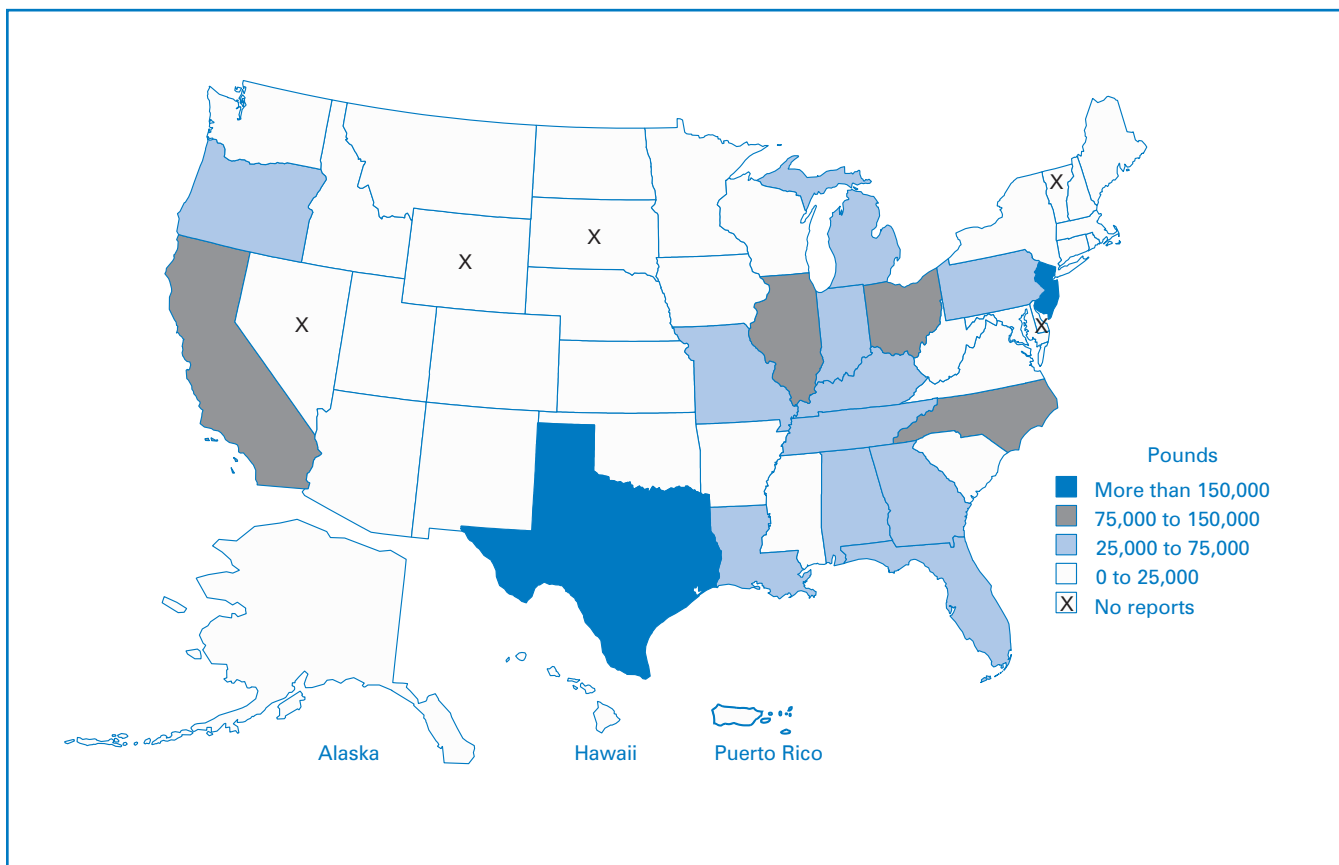 X
X
X
X
X
Pounds
More than 150,000
75,000 to 150,000
25,000 to 75,000
0 to 25,000
X No reports
Alaska Hawaii Puerto Rico